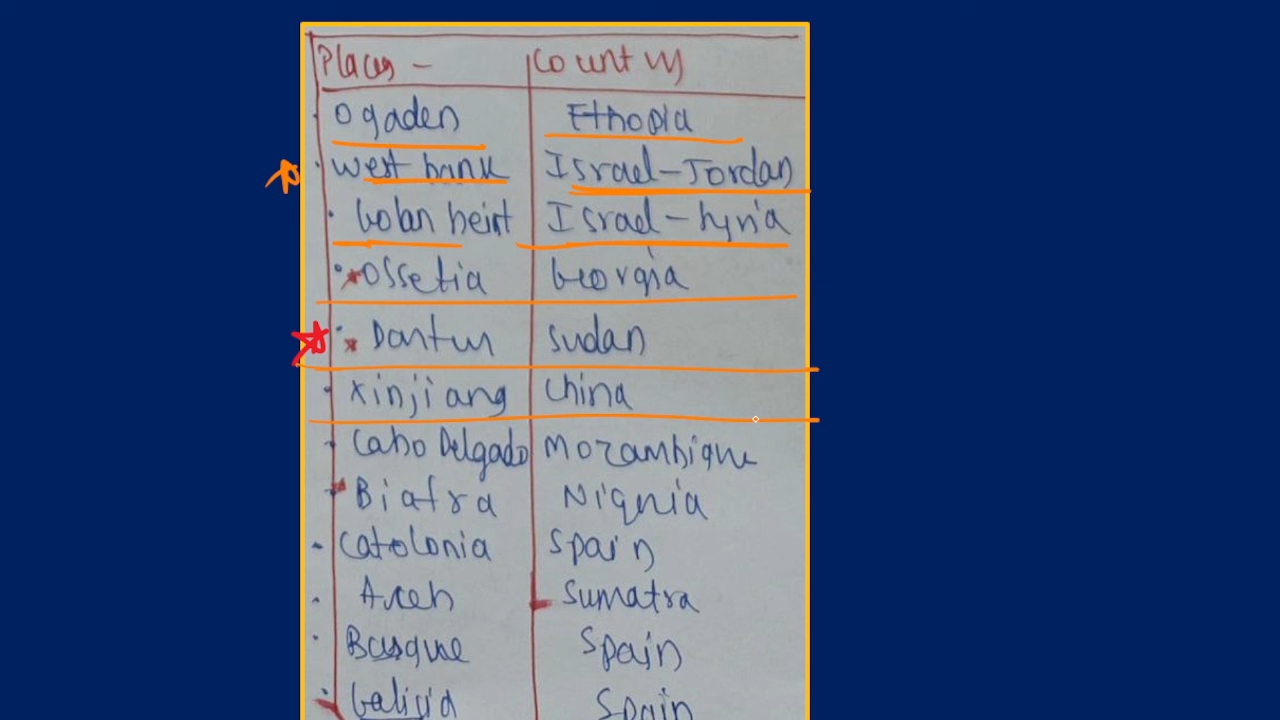 Places - Country
Ogaden Ethopia
West bank Israel-Jordan
Golan heint Israel-Syria
Ossetia Georgia
Darfur Sudan
Xinjiang China
Cabo Delgado Mozambique
Biafra Nigeria
Catolonia Spain
Aceh Sumatra
Basque Spain
Galicia Spain